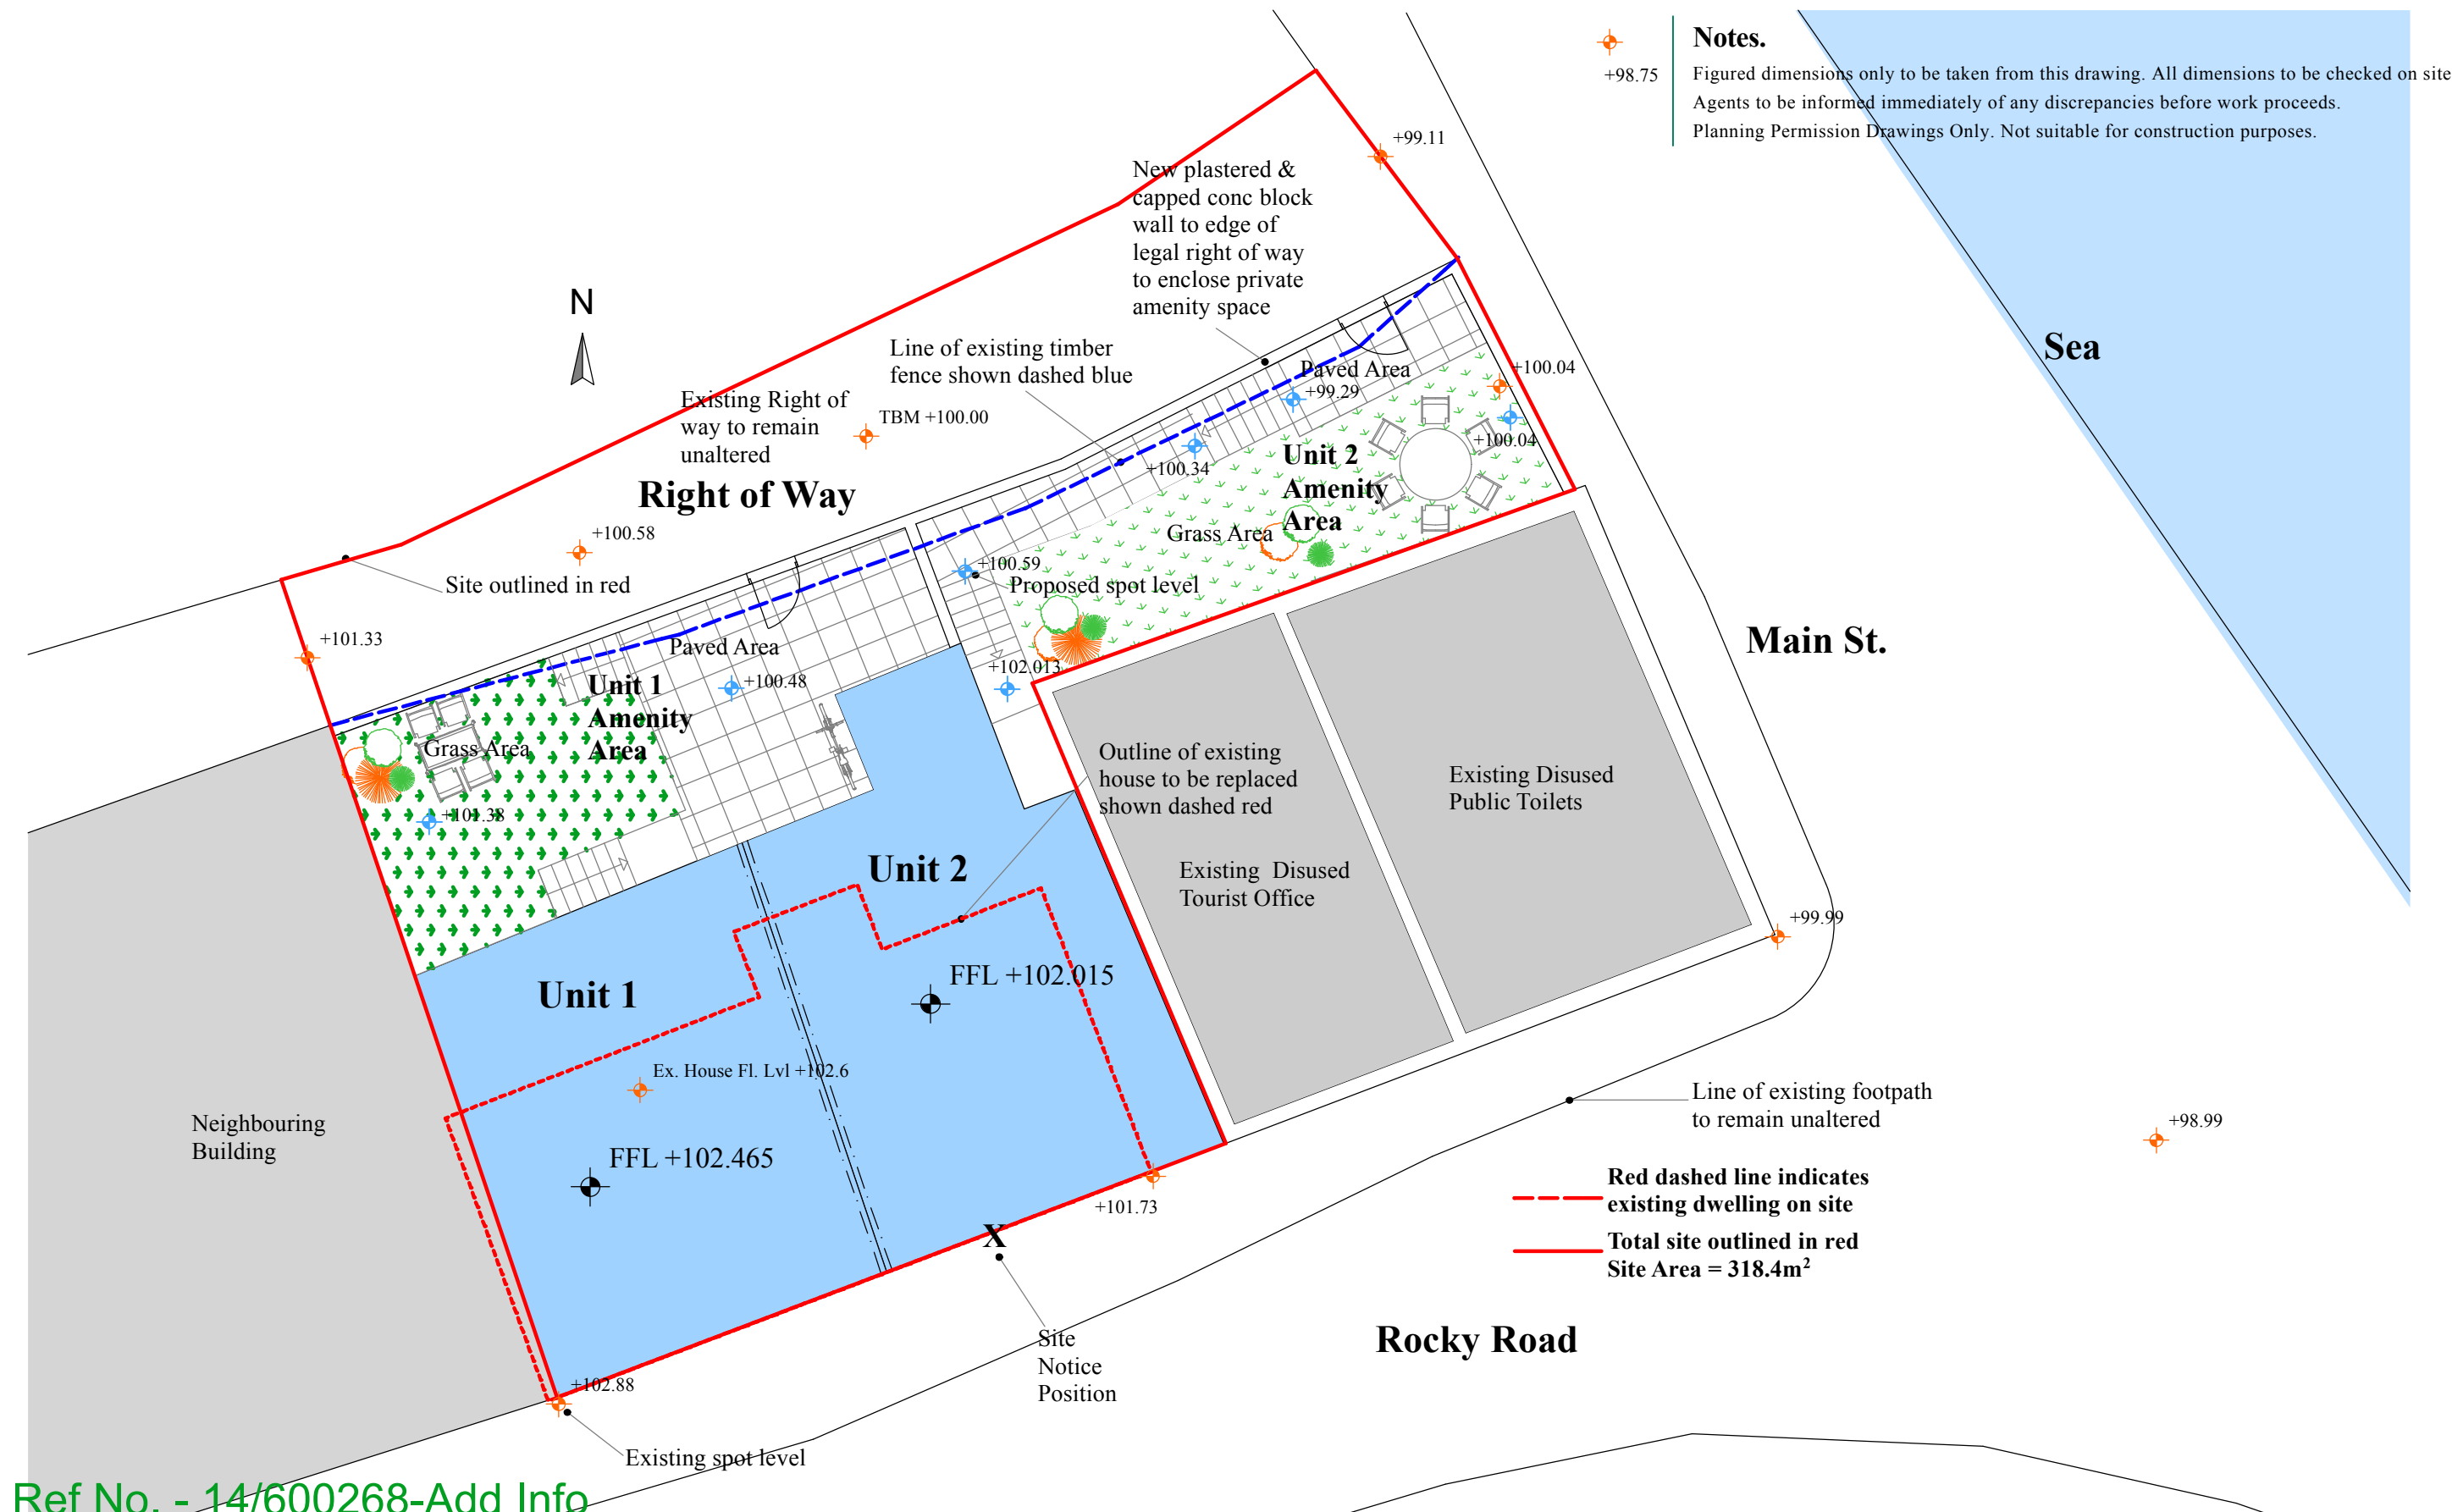 Notes.
+98.75
Figured dimensions only to be taken from this drawing. All dimensions to be checked on site
Agents to be informed immediately of any discrepancies before work proceeds.
Planning Permission Drawings Only. Not suitable for construction purposes.
+99.11
New plastered &
capped conc block
wall to edge of
legal right of way
to enclose private
amenity space
N
Line of existing timber
fence shown dashed blue
Sea
Paved Area
+99.29
+100.04
Existing Right of
way to remain
unaltered
TBM +100.00
+100.04
+100.34
Unit 2
Amenity
Area
Right of Way
Grass Area
+100.58
+100.59
Proposed spot level
Site outlined in red
+101.33
Main St.
Paved Area
+102.013
+100.48
Unit 1
Amenity
Area
Grass Area
+101.38
Outline of existing
house to be replaced
shown dashed red
Existing Disused
Public Toilets
Unit 2
Existing Disused
Tourist Office
+99.99
FFL +102.015
Unit 1
Ex. House Fl. Lvl +102.6
Line of existing footpath
to remain unaltered
Neighbouring
Building
+98.99
FFL +102.465
Red dashed line indicates
existing dwelling on site
+101.73
X
Total site outlined in red
Site Area = 318.4m²
Site
Notice
Position
Rocky Road
+102.88
Existing spot level
Ref No. - 14/600268-Add Info